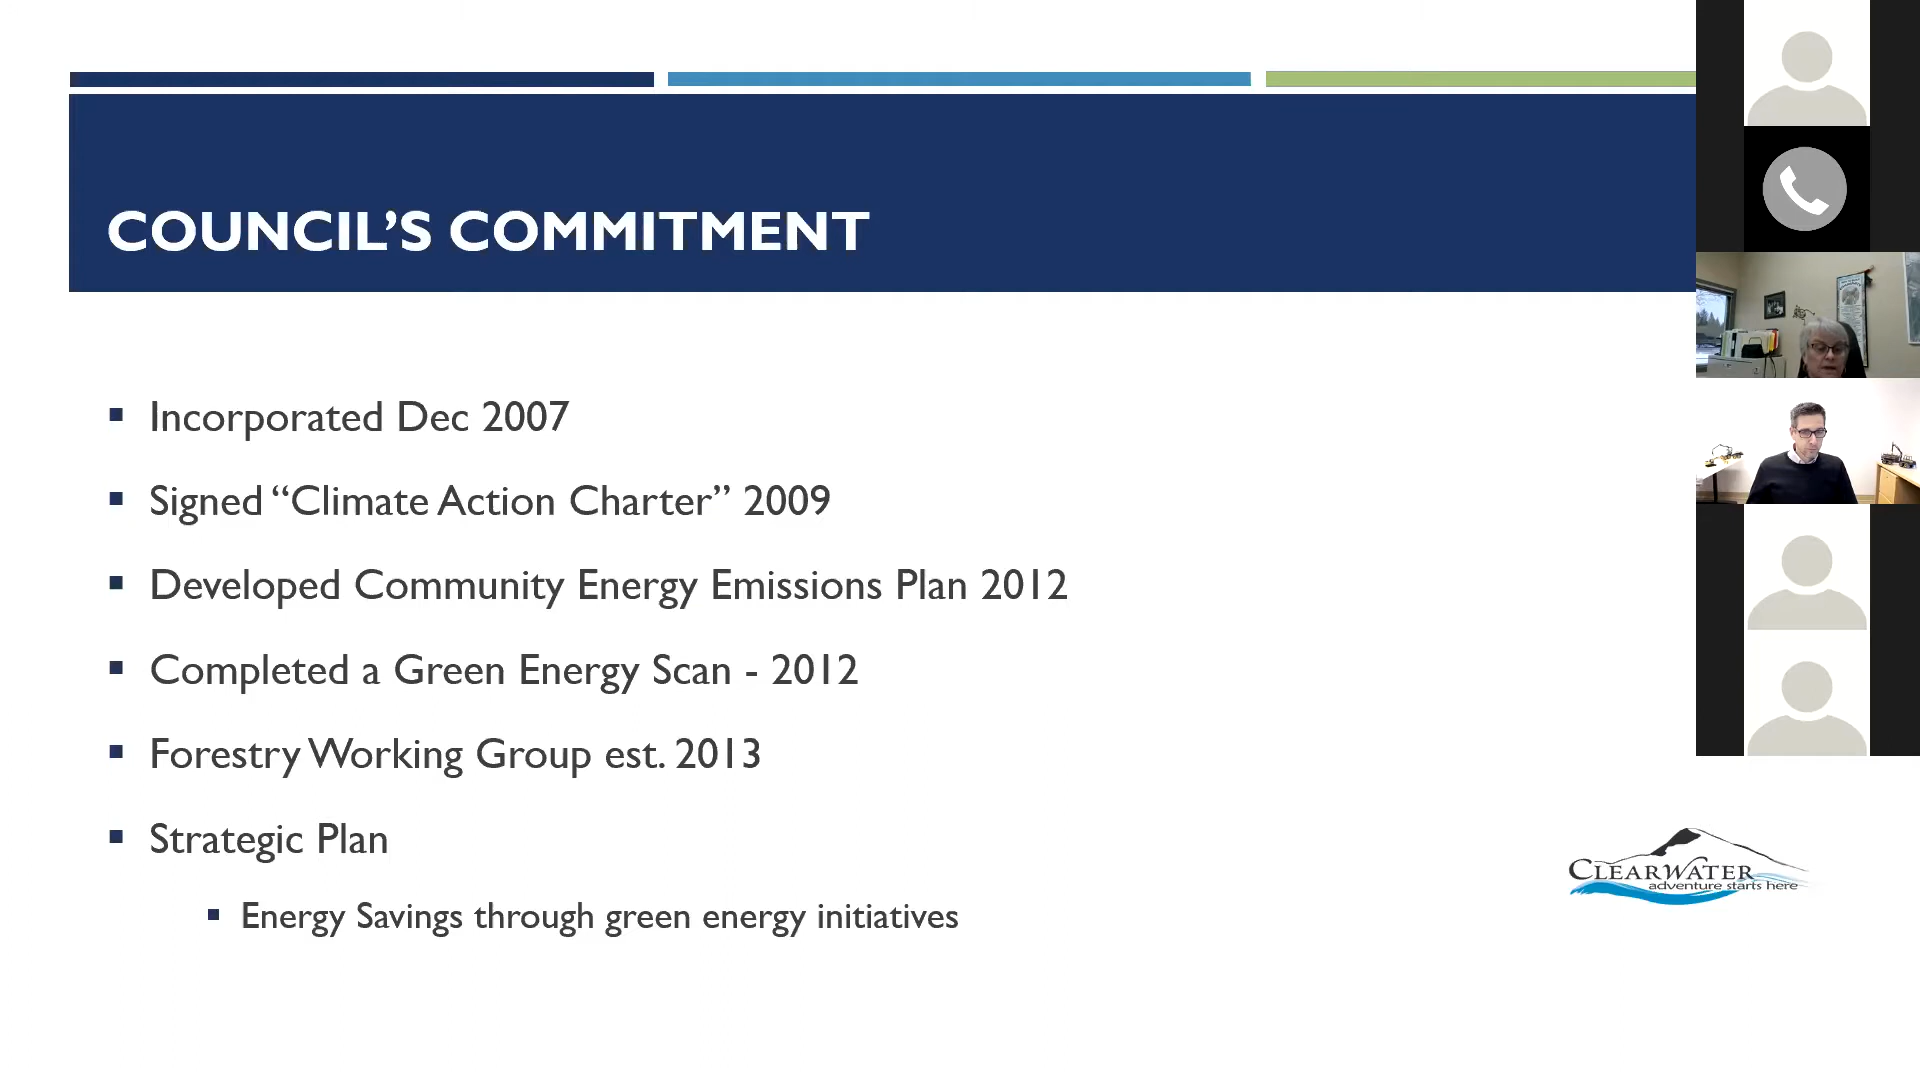 COUNCIL’S COMMITMENT
Incorporated Dec 2007
Signed “Climate Action Charter” 2009
Developed Community Energy Emissions Plan 2012
Completed a Green Energy Scan - 2012
Forestry Working Group est. 2013
Strategic Plan
Energy Savings through green energy initiatives
CLEARWATER
adventure starts here